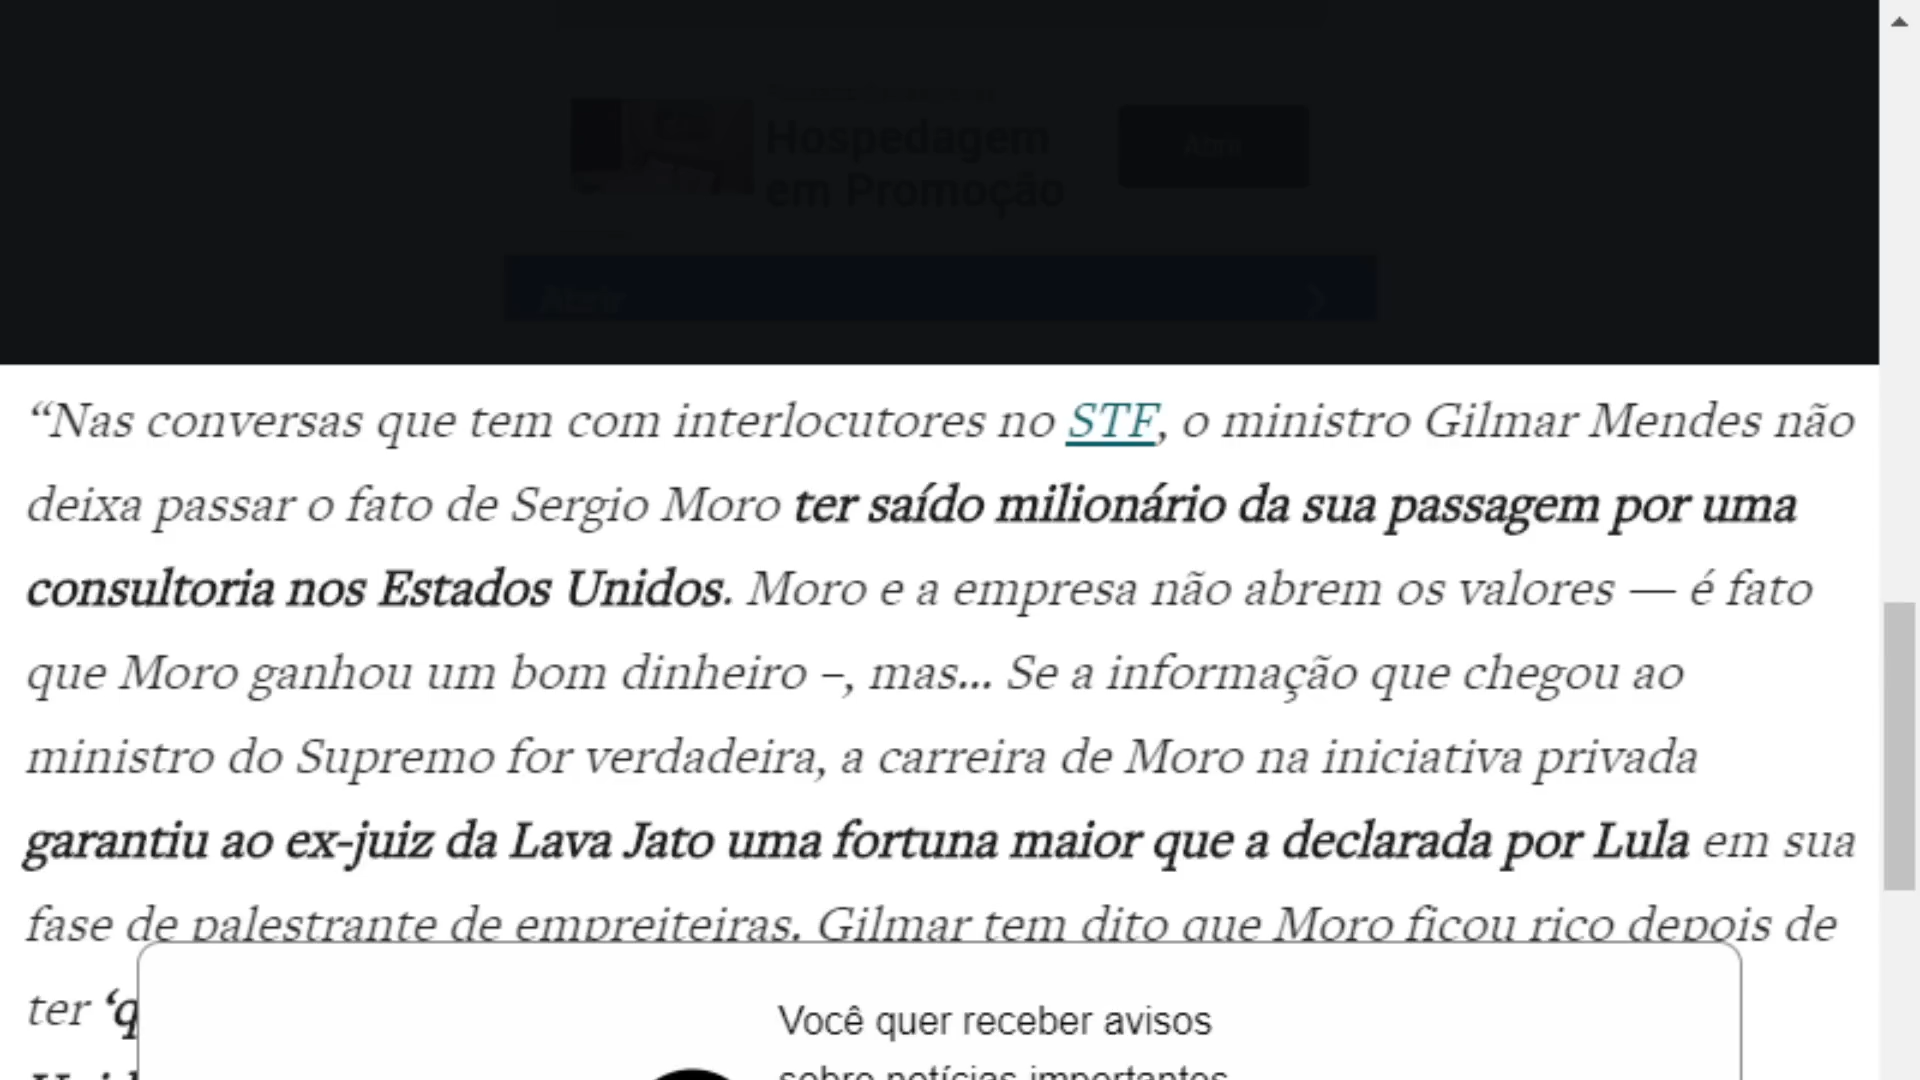 Hospedagem
em Promoção
Abrir
Abrir
“Nas conversas que tem com interlocutores no STF, o ministro Gilmar Mendes não
deixa passar o fato de Sergio Moro ter saído milionário da sua passagem por uma
consultoria nos Estados Unidos. Moro e a empresa não abrem os valores — é fato
que Moro ganhou um bom dinheiro –, mas... Se a informação que chegou ao
ministro do Supremo for verdadeira, a carreira de Moro na iniciativa privada
garantiu ao ex-juiz da Lava Jato uma fortuna maior que a declarada por Lula em sua
fase de palestrante de empreiteiras. Gilmar tem dito que Moro ficou rico depois de
ter ‘q
Você quer receber avisos
sobre notícias importantes